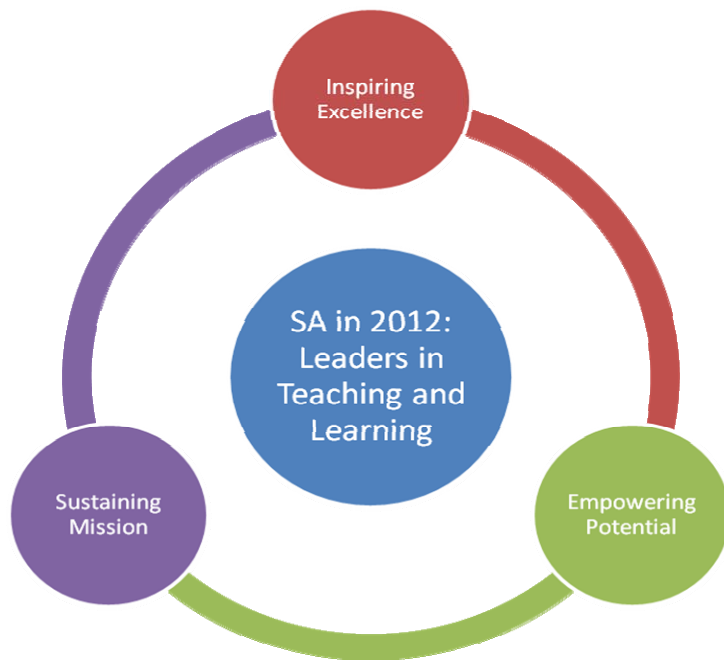 Inspiring
Excellence
SA in 2012:
Leaders in
Teaching and
Learning
Sustaining
Mission
Empowering
Potential